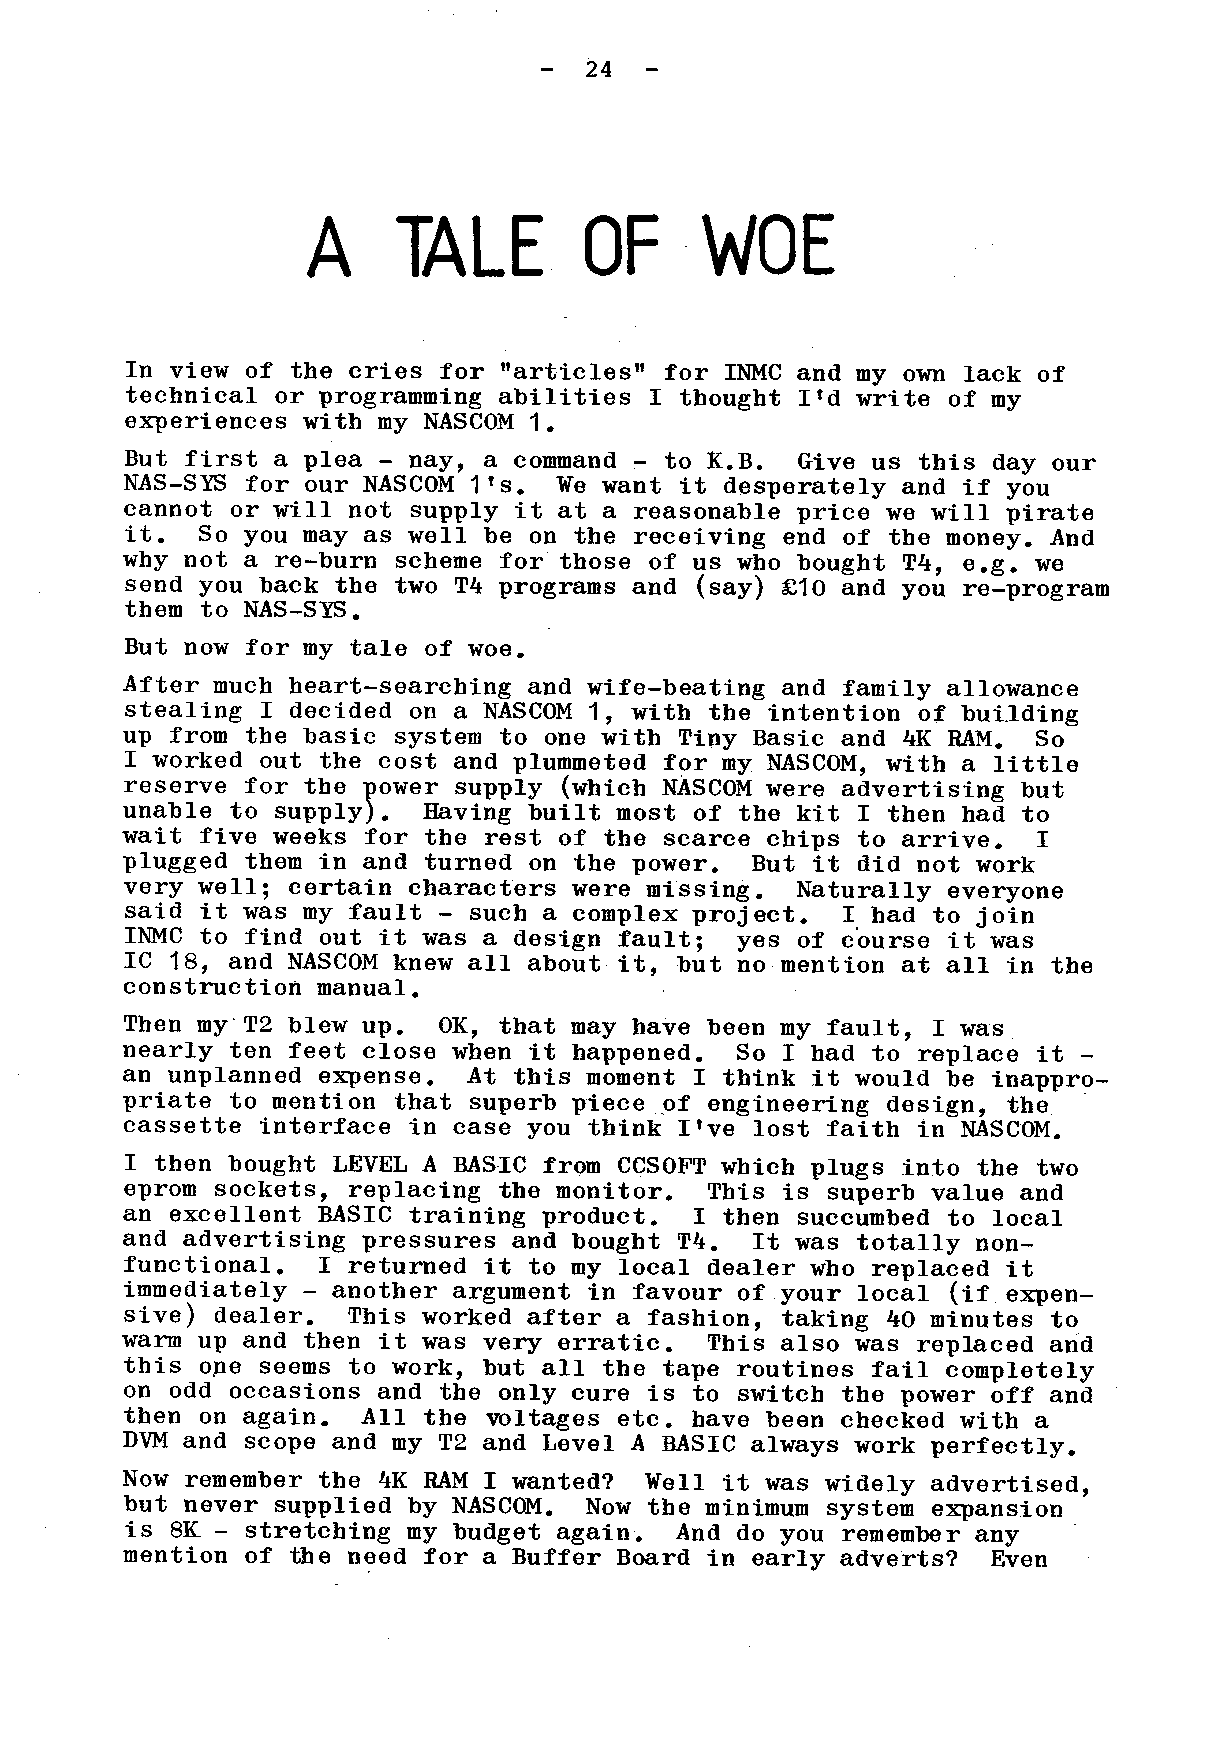 - 24 -
A TALE OF WOE
In view of the cries for "articles" for INMC and my own lack of
technical or programming abilities I thought I'd write of my
experiences with my NASCOM 1.
But first a plea - nay, a command - to K.B. Give us this day our
NAS-SYS for our NASCOM 1's. We want it desperately and if you
cannot or will not supply it at a reasonable price we will pirate
it. So you may as well be on the receiving end of the money. And
why not a re-burn scheme for those of us who bought T4, e.g. we
send you back the two T4 programs and (say) £10 and you re-program
them to NAS-SYS.
But now for my tale of woe.
After much heart-searching and wife-beating and family allowance
stealing I decided on a NASCOM 1, with the intention of building
up from the basic system to one with Tiny Basic and 4K RAM. So
I worked out the cost and plummeted for my NASCOM, with a little
reserve for the power supply (which NASCOM were advertising but
unable to supply). Having built most of the kit I then had to
wait five weeks for the rest of the scarce chips to arrive. I
plugged them in and turned on the power. But it did not work
very well; certain characters were missing. Naturally everyone
said it was my fault - such a complex project. I had to join
INMC to find out it was a design fault; yes of course it was
IC 18, and NASCOM knew all about it, but no mention at all in the
construction manual.
Then my T2 blew up. OK, that may have been my fault, I was
nearly ten feet close when it happened. So I had to replace it -
an unplanned expense. At this moment I think it would be inappro-
priate to mention that superb piece of engineering design, the
cassette interface in case you think I've lost faith in NASCOM.
I then bought LEVEL A BASIC from CCSOFT which plugs into the two
eprom sockets, replacing the monitor. This is superb value and
an excellent BASIC training product. I then succumbed to local
and advertising pressures and bought T4. It was totally non-
functional. I returned it to my local dealer who replaced it
immediately - another argument in favour of your local (if expen-
sive) dealer. This worked after a fashion, taking 40 minutes to
warm up and then it was very erratic. This also was replaced and
this one seems to work, but all the tape routines fail completely
on odd occasions and the only cure is to switch the power off and
then on again. All the voltages etc. have been checked with a
DVM and scope and my T2 and Level A BASIC always work perfectly.
Now remember the 4K RAM I wanted? Well it was widely advertised,
but never supplied by NASCOM. Now the minimum system expansion
is 8K - stretching my budget again. And do you remember any
mention of the need for a Buffer Board in early adverts? Even